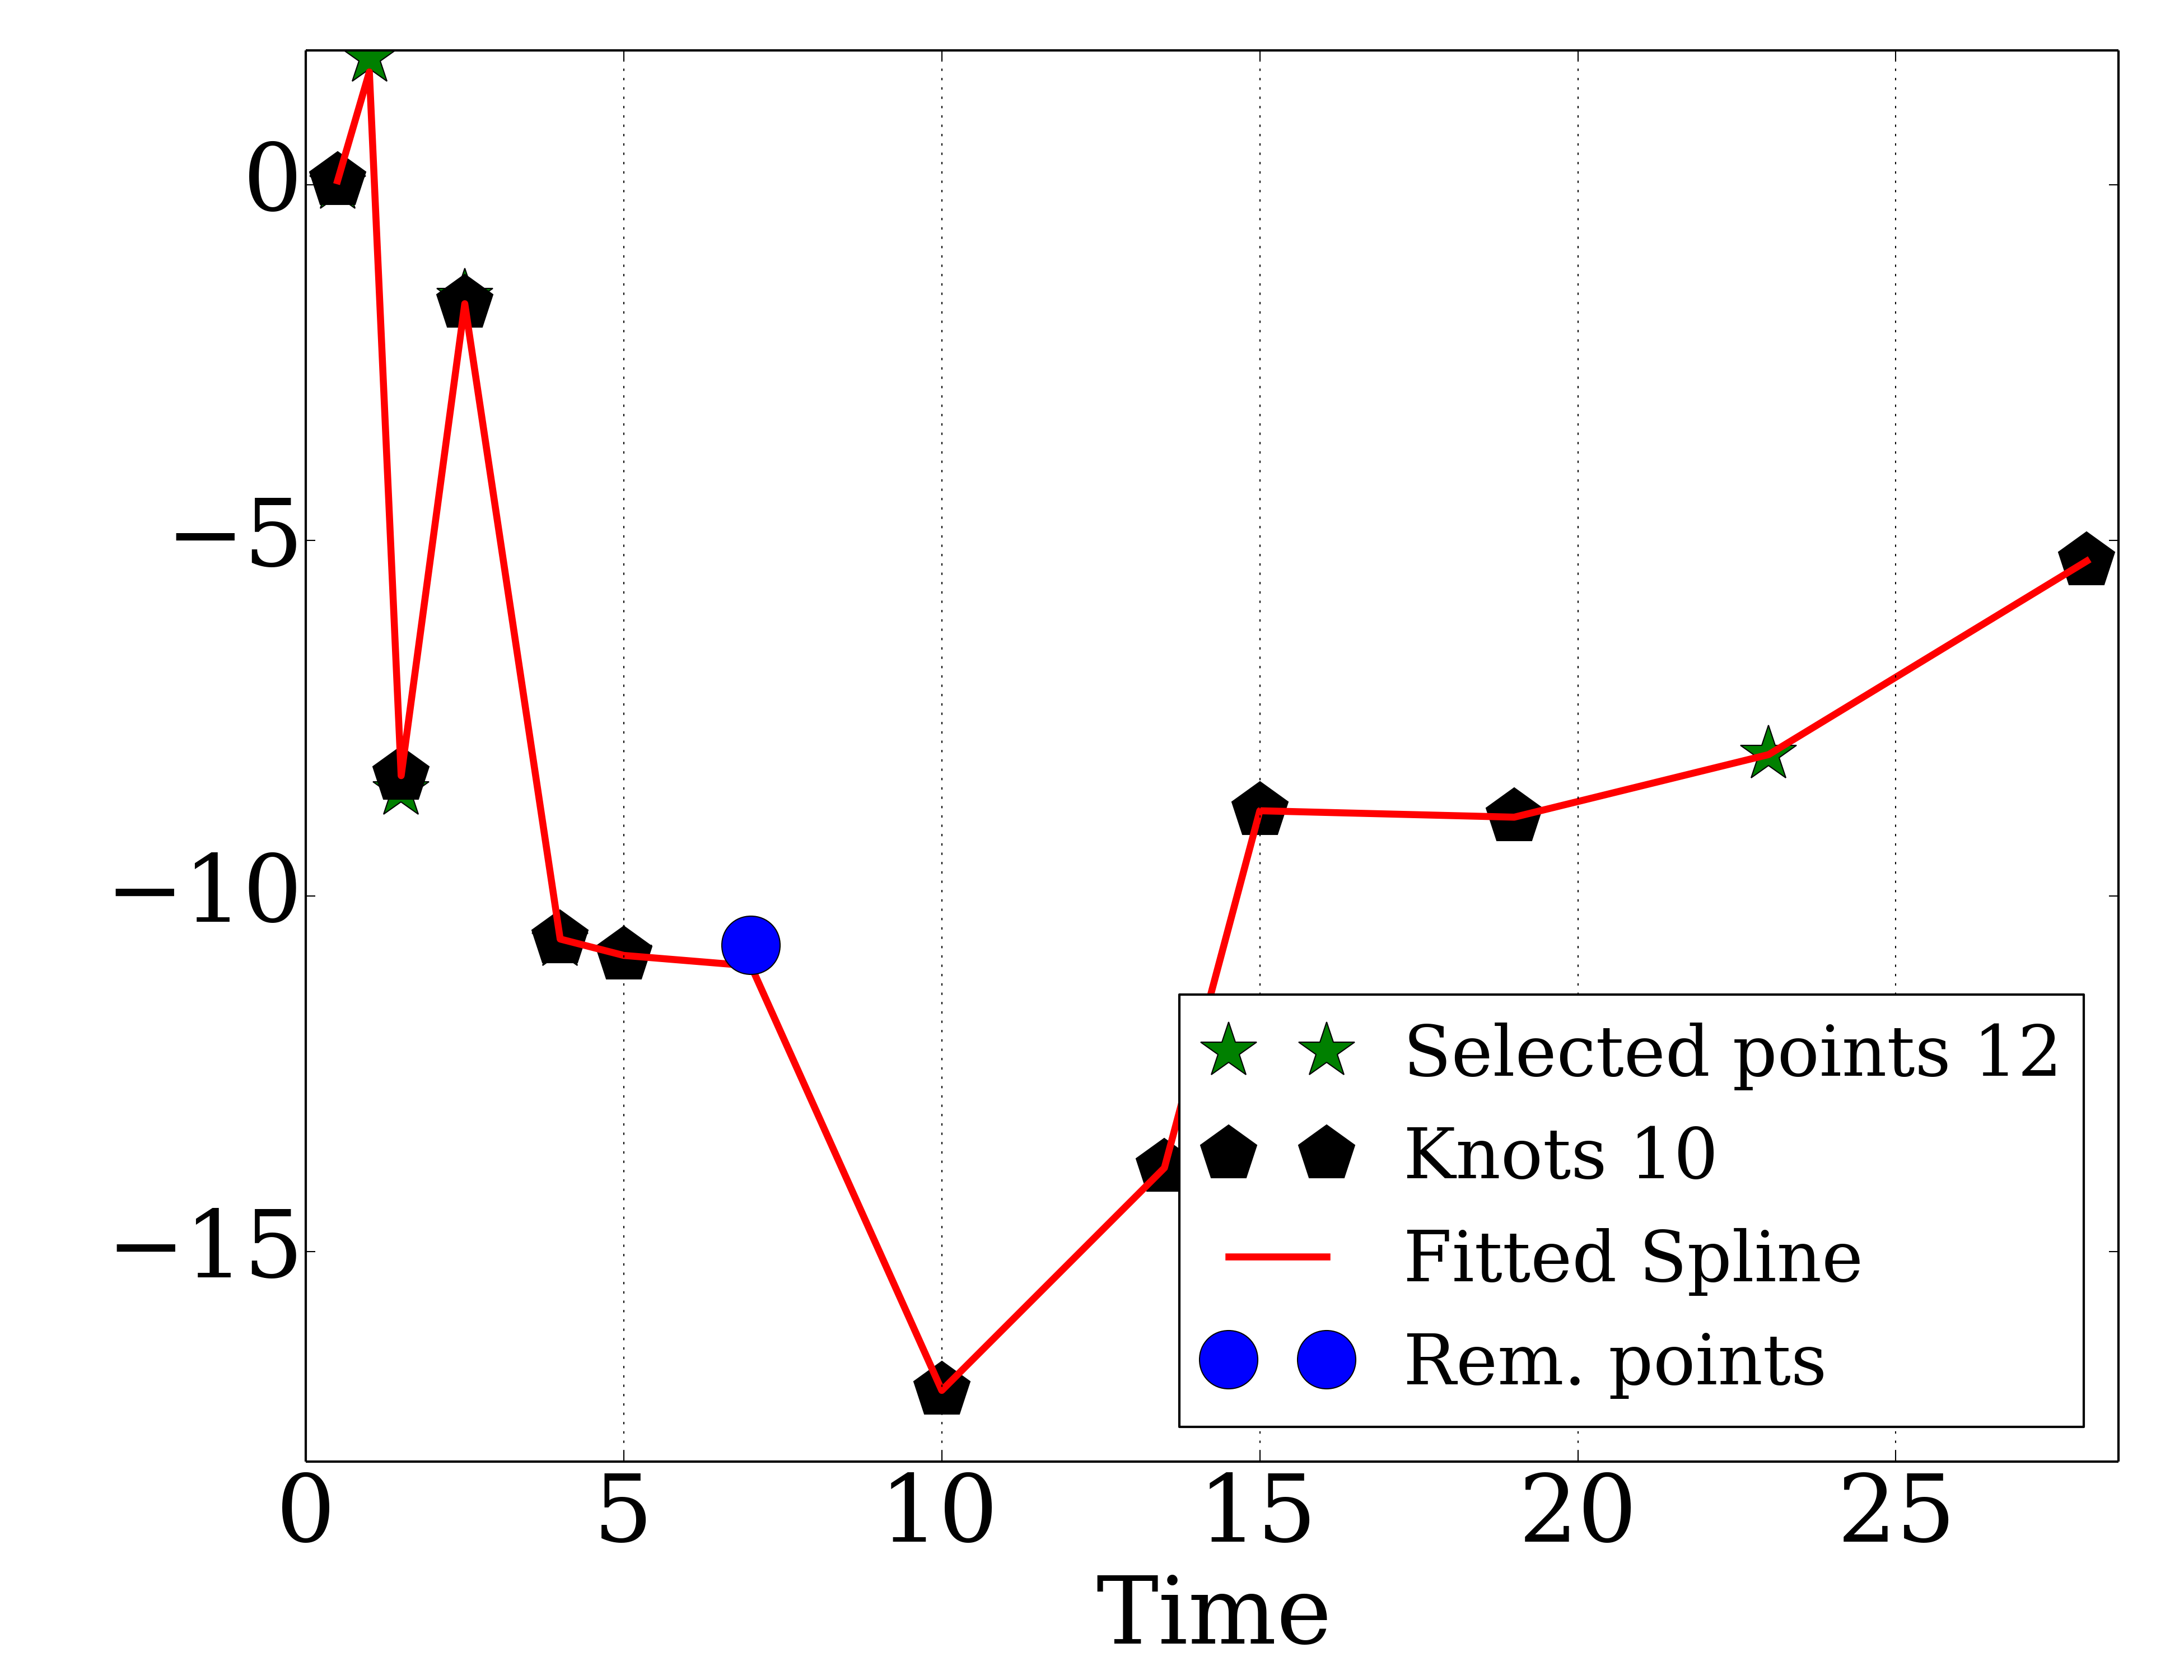 0
−5
−10
−15
Selected points 12
Knots 10
Fitted Spline
Rem. points
0 5 10 15 20 25
Time